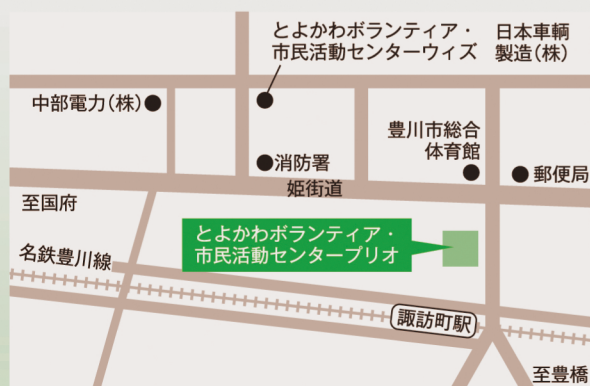 とよかわボランティア・
市民活動センターウィズ
日本車輌
製造(株)
中部電力(株)
豊川市総合
体育館
消防署
郵便局
姫街道
至国府
とよかわボランティア・
市民活動センタープリオ
名鉄豊川線
諏訪町駅
至豊橋